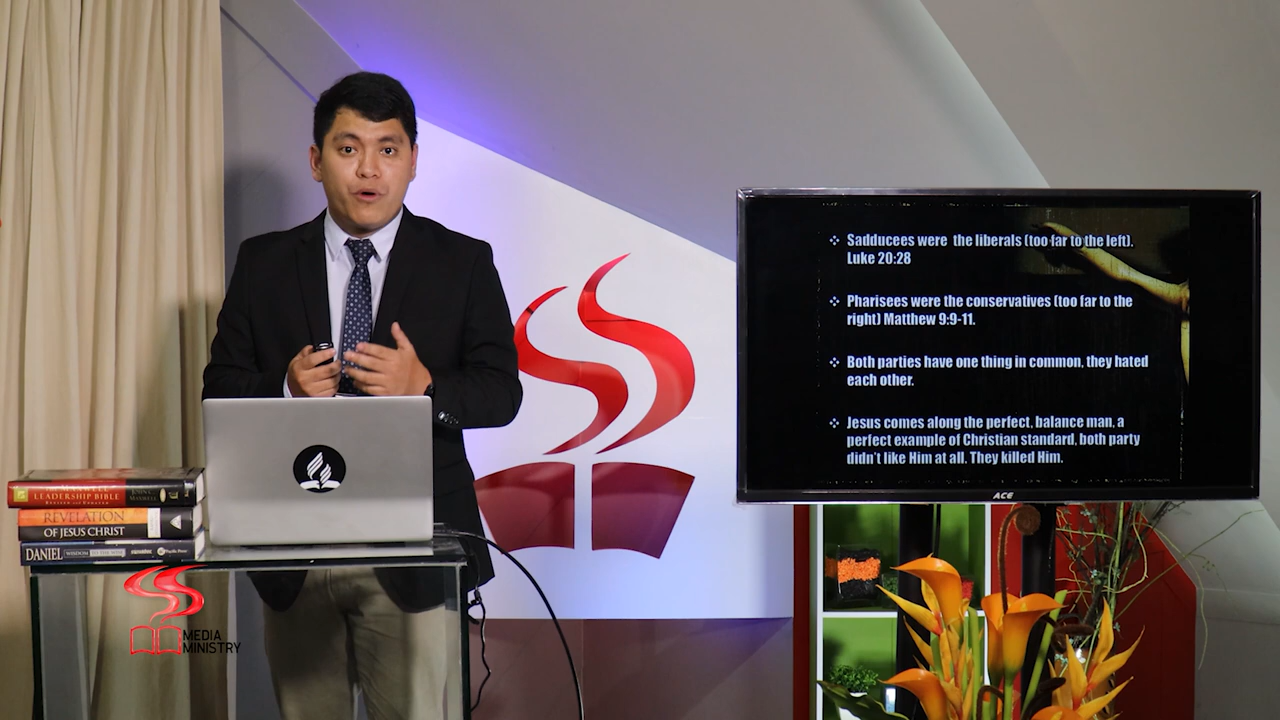 ❖ Sadducees were the liberals (too far to the left).
Luke 20:28
❖ Pharisees were the conservatives (too far to the
right) Matthew 9:9-11.
❖ Both parties have one thing in common, they hated
each other.
❖ Jesus comes along the perfect, balance man, a
perfect example of Christian standard, both party
didn't like Him at all. They killed Him.
ACE
MAXWELL
LEADERSHIP BIBLE
JOHN C.
MAXWELL
REVELATION
OF JESUS CHRIST
DANIEL
MEDIA
MINISTRY